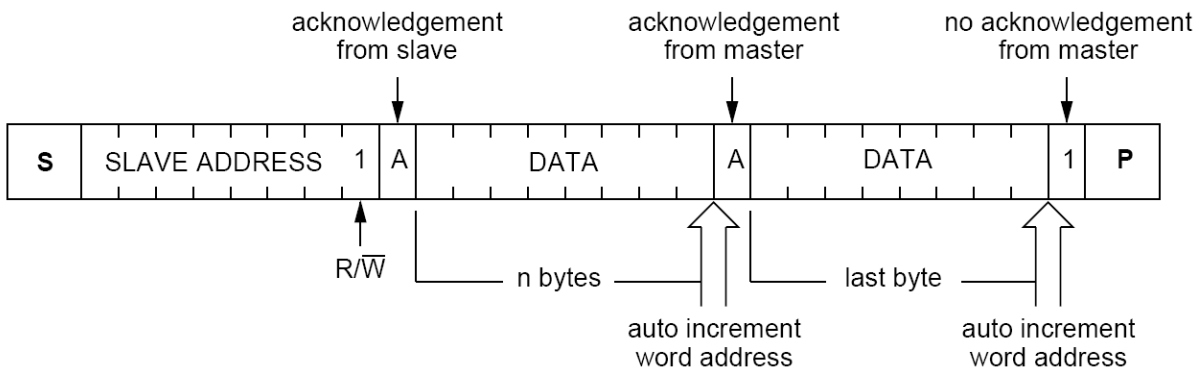 acknowledgement
from slave
acknowledgement
from master
no acknowledgement
from master
S SLAVE ADDRESS 1 A DATA A DATA 1 P
R/W̅
n bytes
last byte
auto increment
word address
auto increment
word address